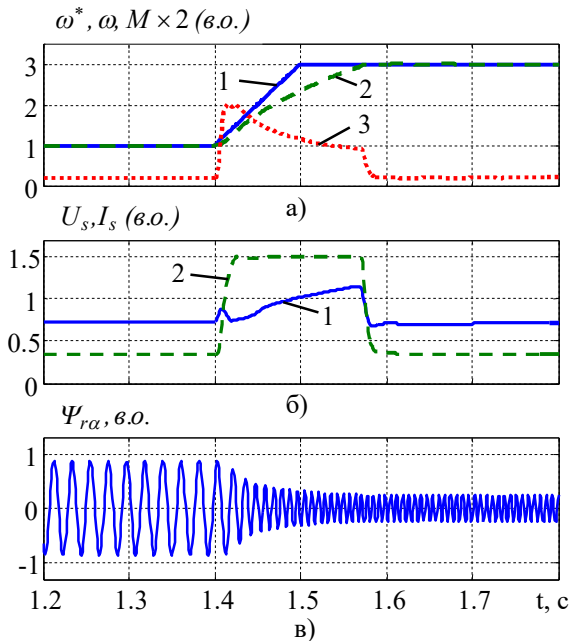 ω*, ω, M × 2 (в.о.)
3
2
1
0
1
2
3
а)
U_s, I_s (в.о.)
1.5
1
0.5
0
2
1
б)
Ψ_rα, в.о.
1
0
-1
1.2 1.3 1.4 1.5 1.6 1.7 t, с
в)